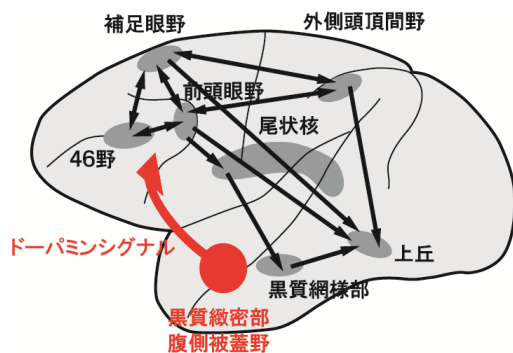 補足眼野
外側頭頂間野
前頭眼野
尾状核
46野
ドーパミンシグナル
上丘
黒質網様部
黒質緻密部
腹側被蓋野